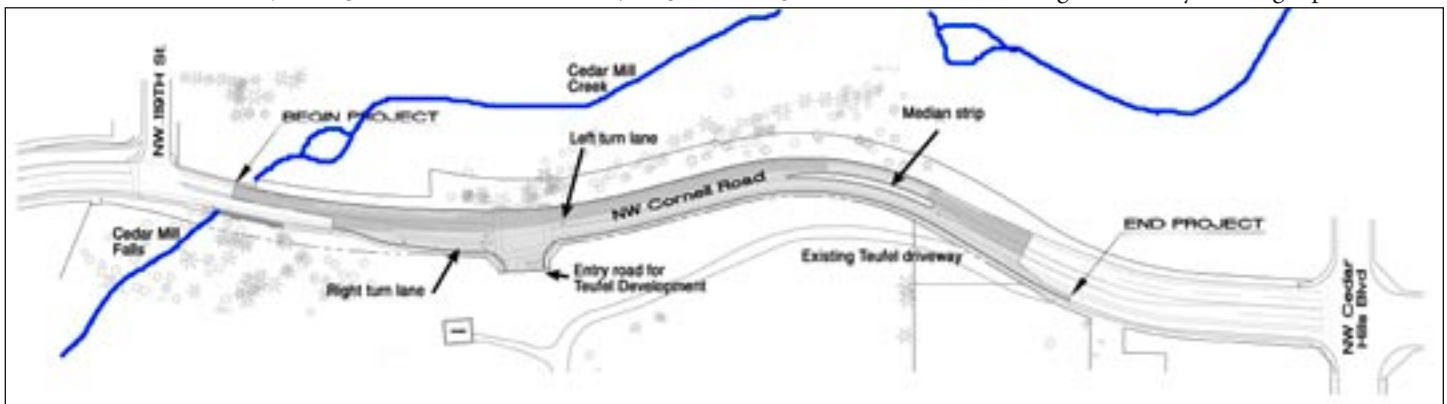 NW 119TH St.
BEGIN PROJECT
Cedar Mill
Creek
Left turn lane
Median strip
NW Cornell Road
END PROJECT
Cedar Mill
Falls
Right turn lane
Entry road for
Teufel Development
Existing Teufel driveway
NW Cedar
Hills Blvd